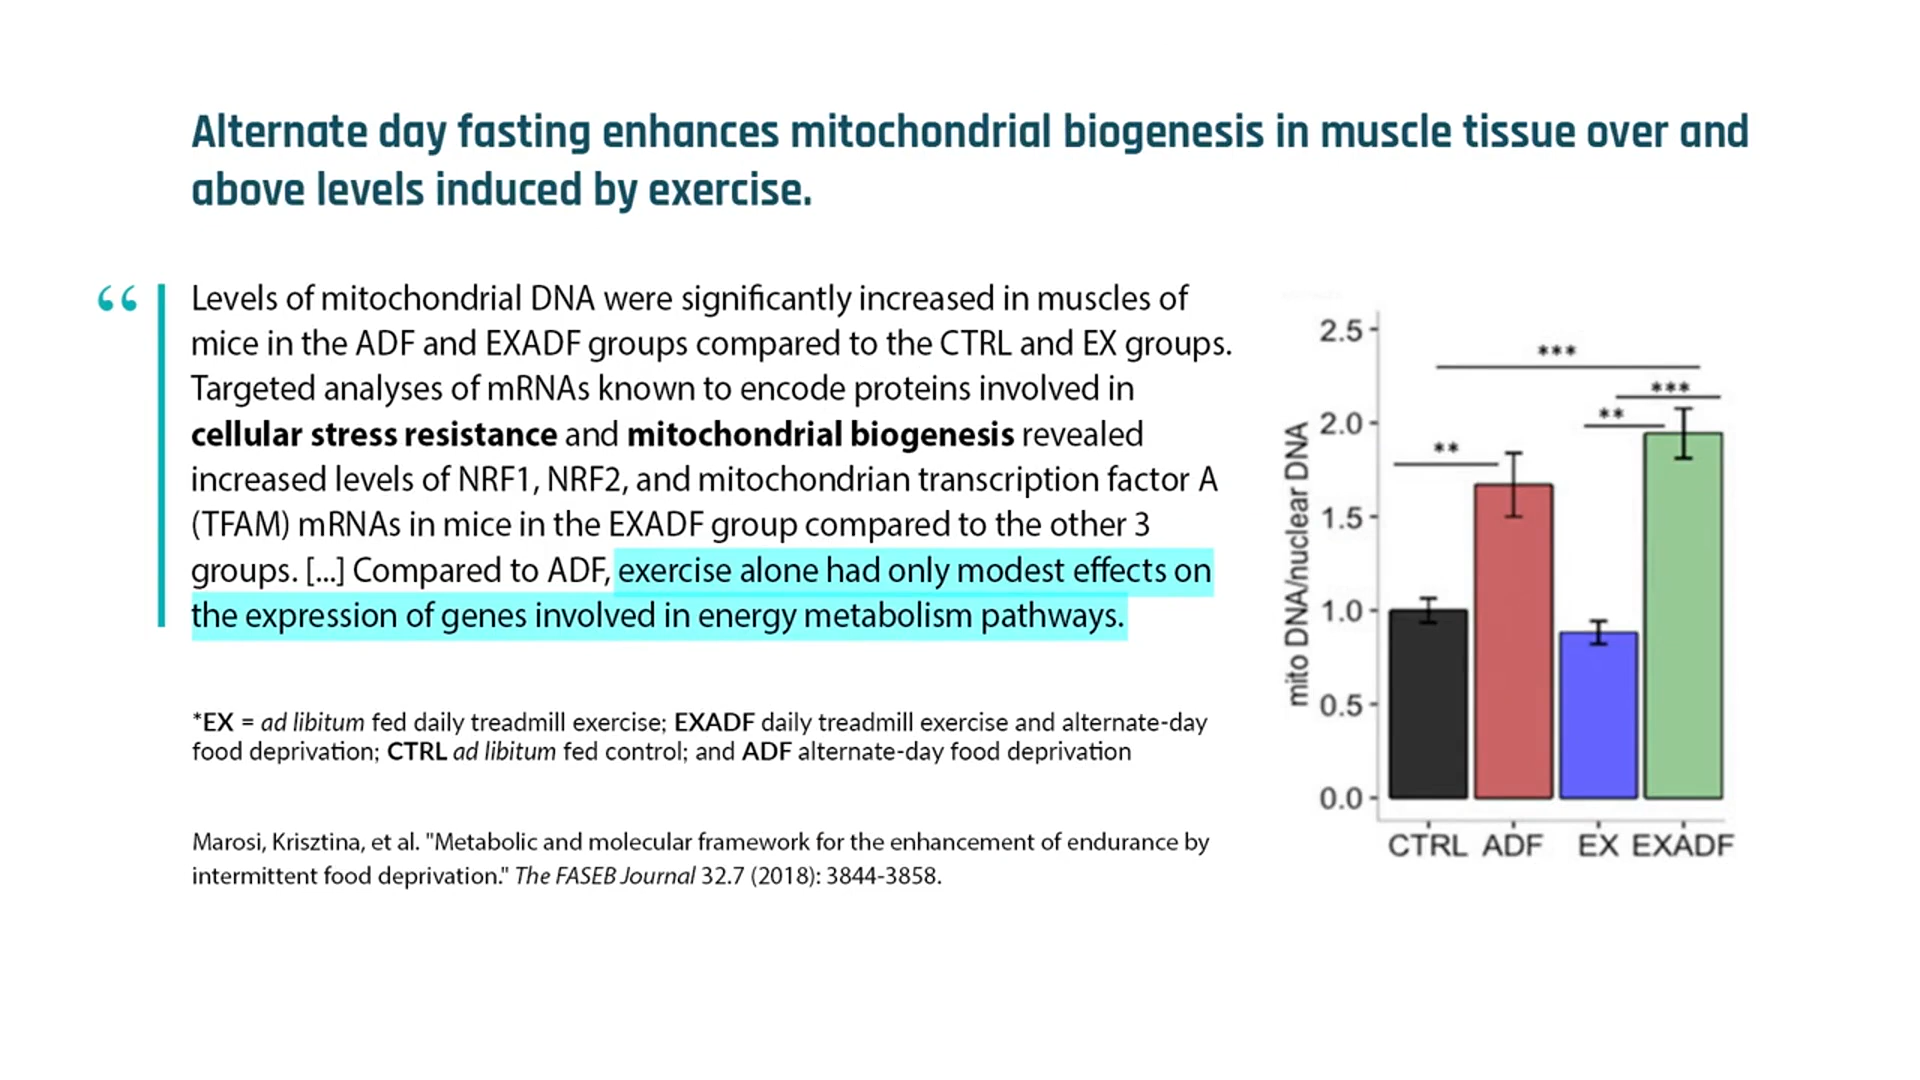 Alternate day fasting enhances mitochondrial biogenesis in muscle tissue over and
above levels induced by exercise.
“
Levels of mitochondrial DNA were significantly increased in muscles of
mice in the ADF and EXADF groups compared to the CTRL and EX groups.
Targeted analyses of mRNAs known to encode proteins involved in
cellular stress resistance and mitochondrial biogenesis revealed
increased levels of NRF1, NRF2, and mitochondrian transcription factor A
(TFAM) mRNAs in mice in the EXADF group compared to the other 3
groups. [...] Compared to ADF, exercise alone had only modest effects on
the expression of genes involved in energy metabolism pathways.
*EX = ad libitum fed daily treadmill exercise; EXADF daily treadmill exercise and alternate-day
food deprivation; CTRL ad libitum fed control; and ADF alternate-day food deprivation
Marosi, Krisztina, et al. "Metabolic and molecular framework for the enhancement of endurance by
intermittent food deprivation." The FASEB Journal 32.7 (2018): 3844-3858.
mito DNA/nuclear DNA
2.5
2.0
1.5
1.0
0.5
0.0
***
***
**
**
CTRL ADF EX EXADF